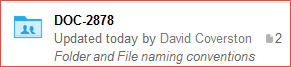 DOC-2878
Updated today by David Coverston 2
Folder and File naming conventions